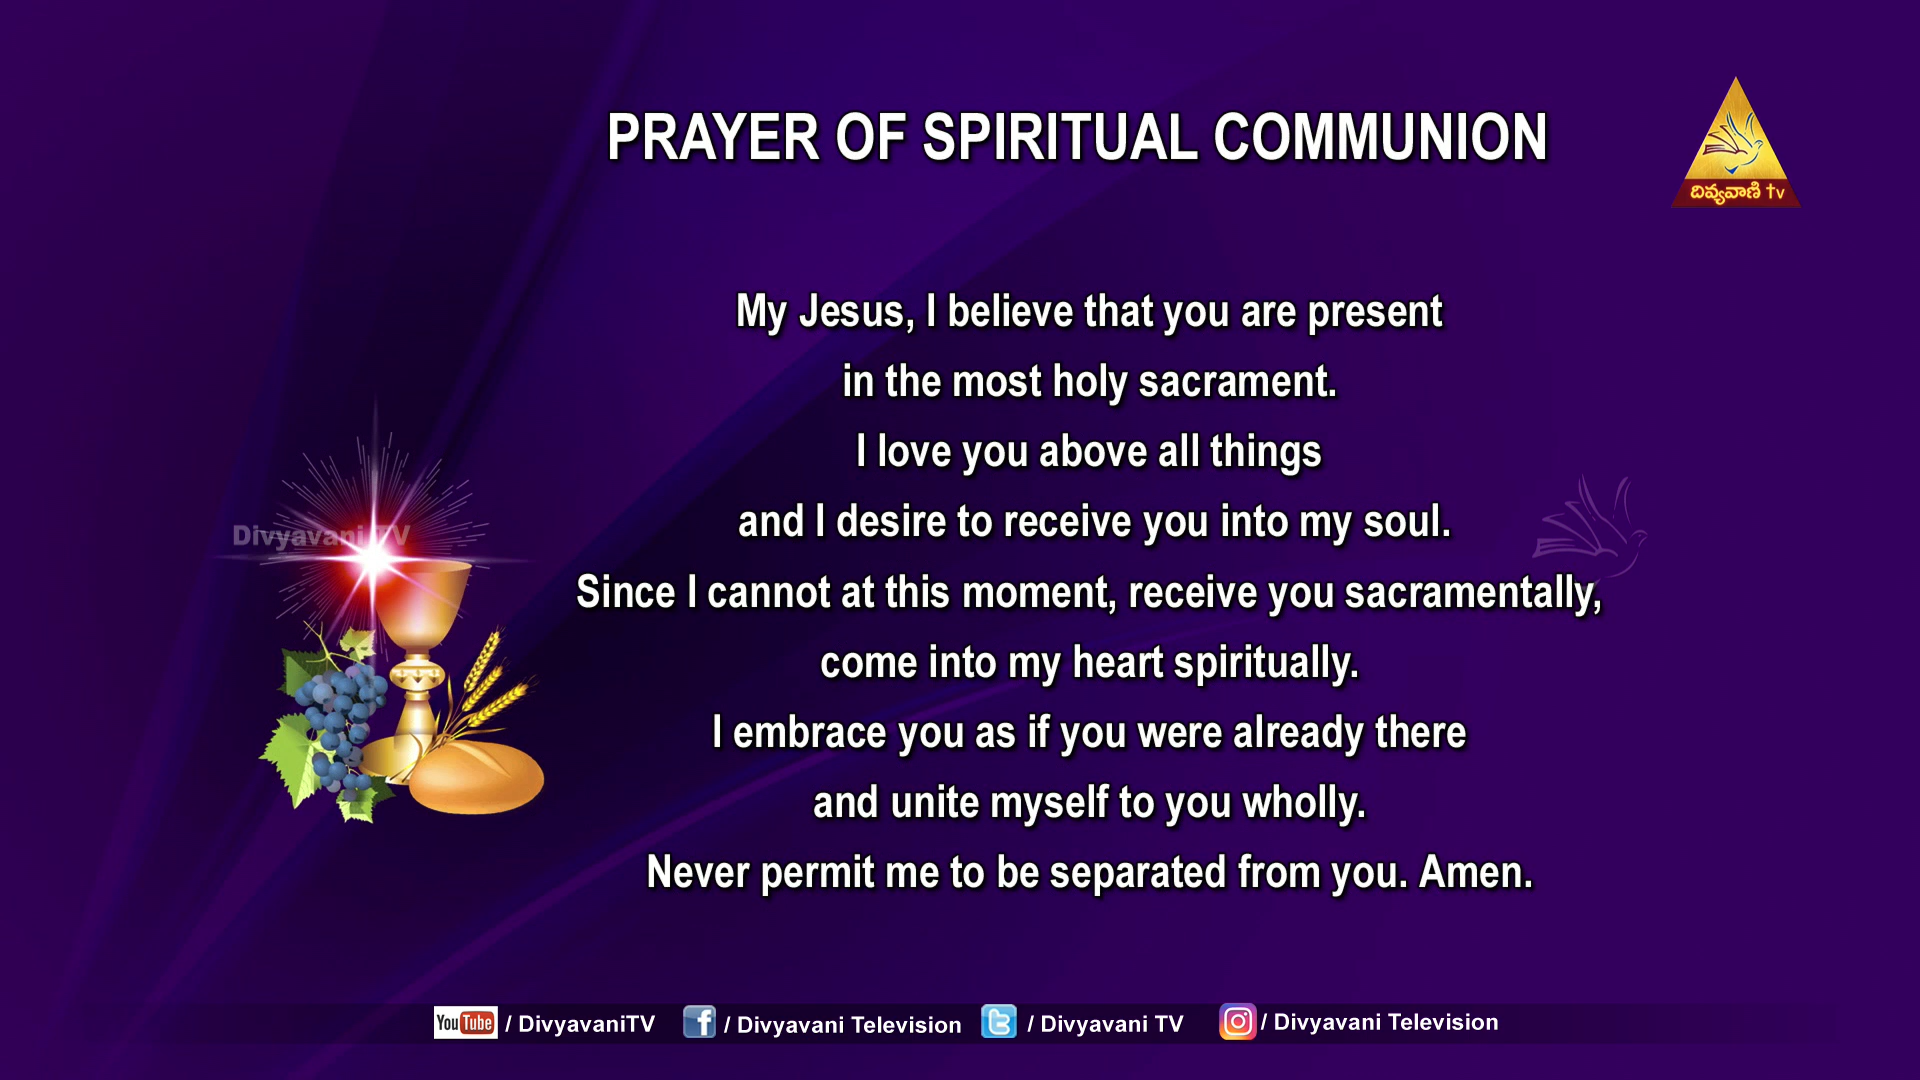 PRAYER OF SPIRITUAL COMMUNION
దివ్యవాణి tv
My Jesus, I believe that you are present
in the most holy sacrament.
I love you above all things
and I desire to receive you into my soul.
Since I cannot at this moment, receive you sacramentally,
come into my heart spiritually.
I embrace you as if you were already there
and unite myself to you wholly.
Never permit me to be separated from you. Amen.
Divyavani TV
YouTube / DivyavaniTV f / Divyavani Television / Divyavani TV / Divyavani Television